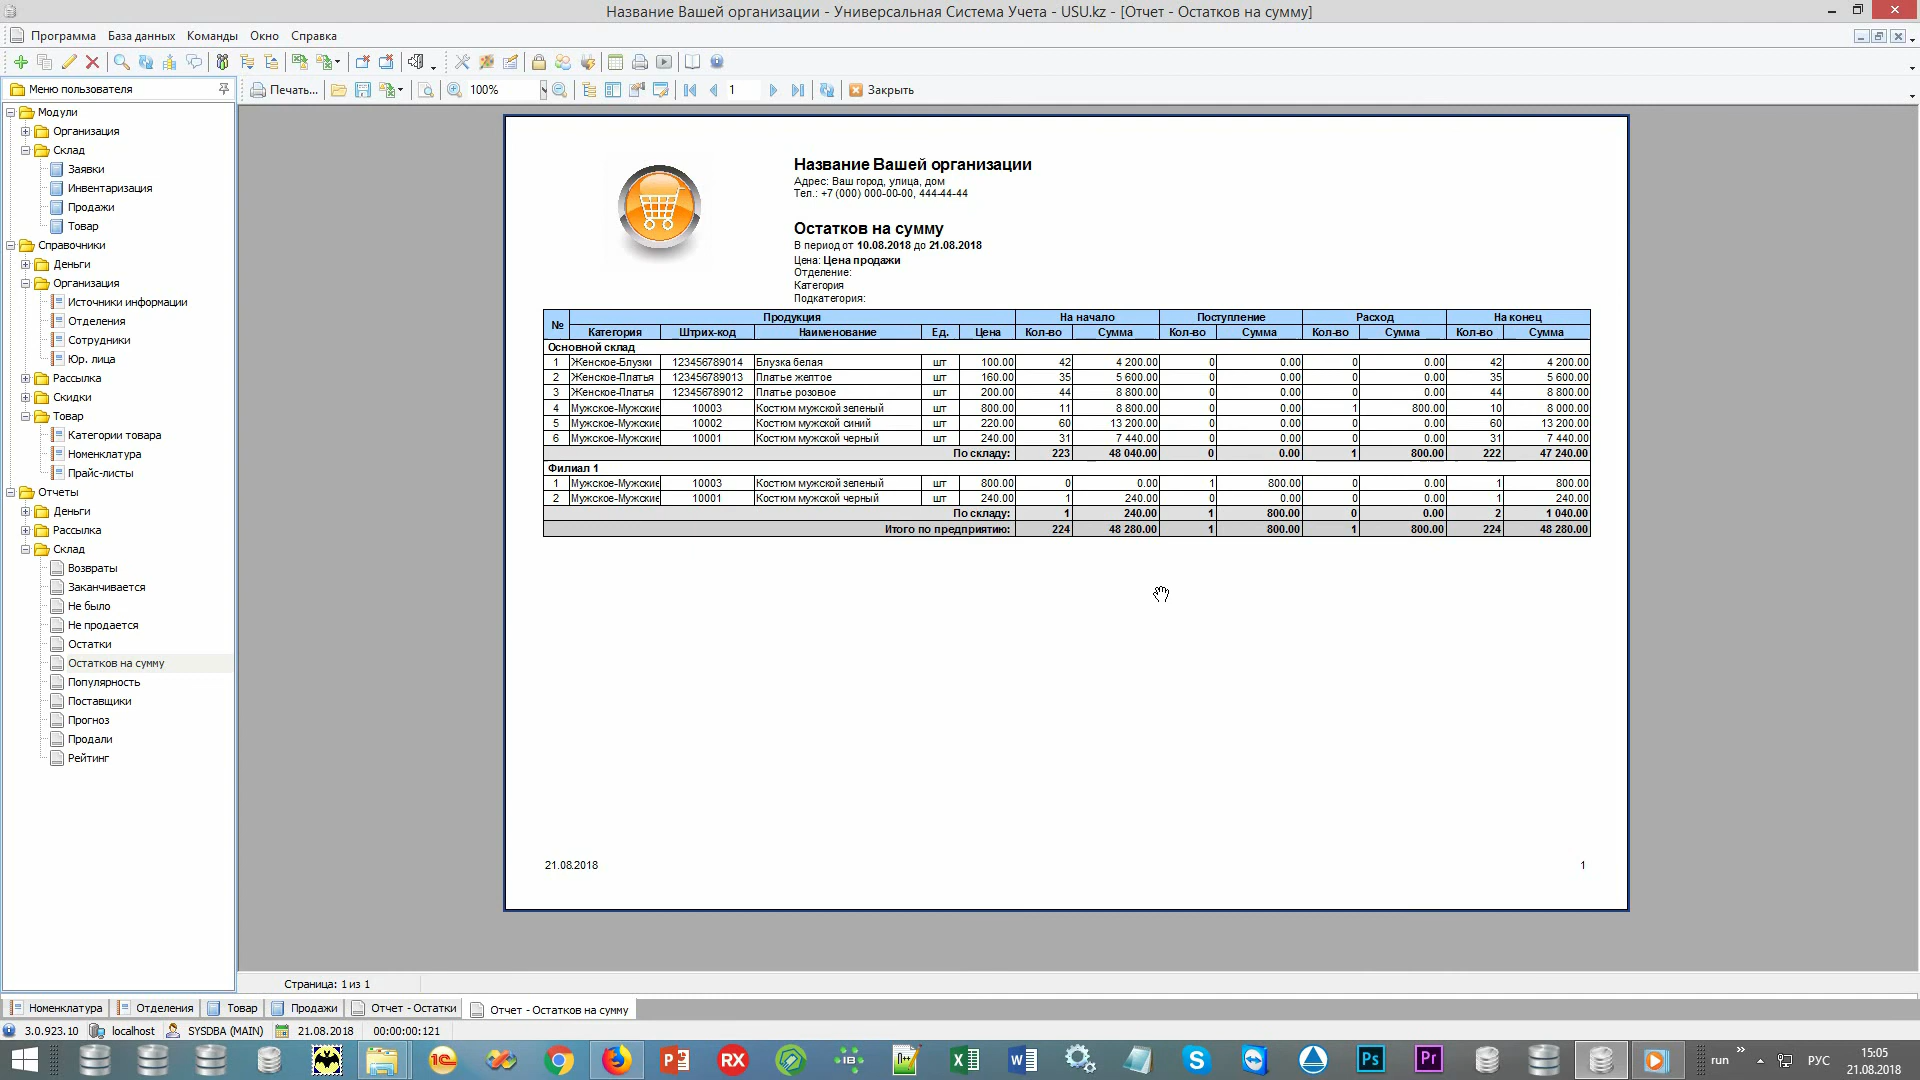 Название Вашей организации - Универсальная Система Учета - USU.kz - [Отчет - Остатков на сумму]
Программа База данных Команды Окно Справка
Меню пользователя
Печать... 100% 1 Закрыть
Модули
Организация
Склад
Заявки
Инвентаризация
Продажи
Товар
Справочники
Деньги
Организация
Источники информации
Отделения
Сотрудники
Юр. лица
Рассылка
Скидки
Товар
Категории товара
Номенклатура
Прайс-листы
Отчеты
Деньги
Рассылка
Склад
Возвраты
Заканчивается
Не было
Не продается
Остатки
Остатков на сумму
Популярность
Поставщики
Прогноз
Продали
Рейтинг
Название Вашей организации
Адрес: Ваш город, улица, дом
Тел.: +7 (000) 000-00-00, 444-44-44
Остатков на сумму
В период от 10.08.2018 до 21.08.2018
Цена: Цена продажи
Отделение:
Категория
Подкатегория:
№ Продукция На начало Поступление Расход На конец
Категория Штрих-код Наименование Ед. Цена Кол-во Сумма Кол-во Сумма Кол-во Сумма Кол-во Сумма
Основной склад
1 Женское-Блузки 123456789014 Блузка белая шт 100.00 42 4 200.00 0 0.00 0 0.00 42 4 200.00
2 Женское-Платья 123456789013 Платье желтое шт 160.00 35 5 600.00 0 0.00 0 0.00 35 5 600.00
3 Женское-Платья 123456789012 Платье розовое шт 200.00 44 8 800.00 0 0.00 0 0.00 44 8 800.00
4 Мужское-Мужские 10003 Костюм мужской зеленый шт 800.00 11 8 800.00 0 0.00 1 800.00 10 8 000.00
5 Мужское-Мужские 10002 Костюм мужской синий шт 220.00 60 13 200.00 0 0.00 0 0.00 60 13 200.00
6 Мужское-Мужские 10001 Костюм мужской черный шт 240.00 31 7 440.00 0 0.00 0 0.00 31 7 440.00
По складу: 223 48 040.00 0 0.00 1 800.00 222 47 240.00
Филиал 1
1 Мужское-Мужские 10003 Костюм мужской зеленый шт 800.00 0 0.00 1 800.00 0 0.00 1 800.00
2 Мужское-Мужские 10001 Костюм мужской черный шт 240.00 1 240.00 0 0.00 0 0.00 1 240.00
По складу: 1 240.00 1 800.00 0 0.00 2 1 040.00
Итого по предприятию: 224 48 280.00 1 800.00 1 800.00 224 48 280.00
21.08.2018 1
Страница: 1 из 1
Номенклатура Отделения Товар Продажи Отчет - Остатки Отчет - Остатков на сумму
3.0.923.10 localhost SYSDBA (MAIN) 21.08.2018 00:00:00:121
run » РУС 15:05
21.08.2018